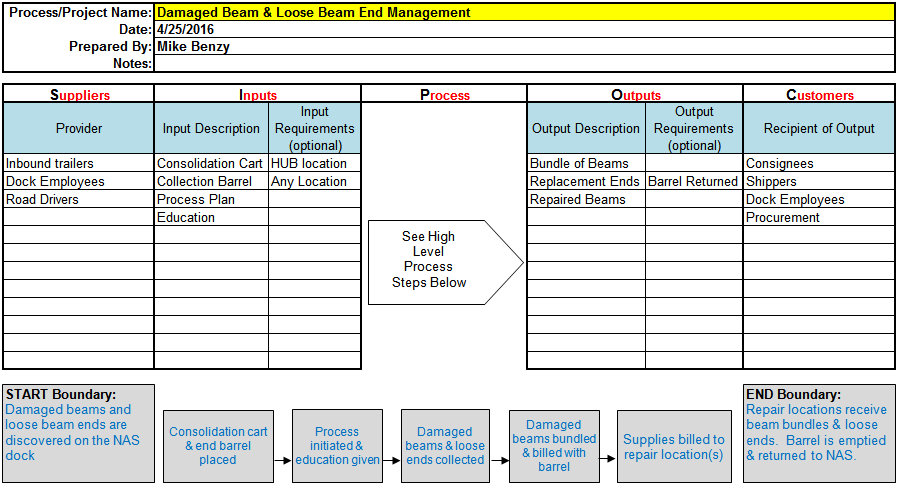 Process/Project Name: Damaged Beam & Loose Beam End Management
Date: 4/25/2016
Prepared By: Mike Benzy
Notes:
Suppliers Inputs Process Outputs Customers
Provider Input Description Input Requirements (optional) Output Description Output Requirements (optional) Recipient of Output
Inbound trailers Consolidation Cart HUB location Bundle of Beams Consignees
Dock Employees Collection Barrel Any Location Replacement Ends Barrel Returned Shippers
Road Drivers Process Plan Repaired Beams Dock Employees
Education Procurement
See High
Level
Process
Steps Below
START Boundary:
Damaged beams and
loose beam ends are
discovered on the NAS
dock
Consolidation cart
& end barrel
placed
Process
initiated &
education given
Damaged
beams & loose
ends collected
Damaged
beams bundled
& billed with
barrel
Supplies billed to
repair location(s)
END Boundary:
Repair locations receive
beam bundles & loose
ends. Barrel is emptied
& returned to NAS.